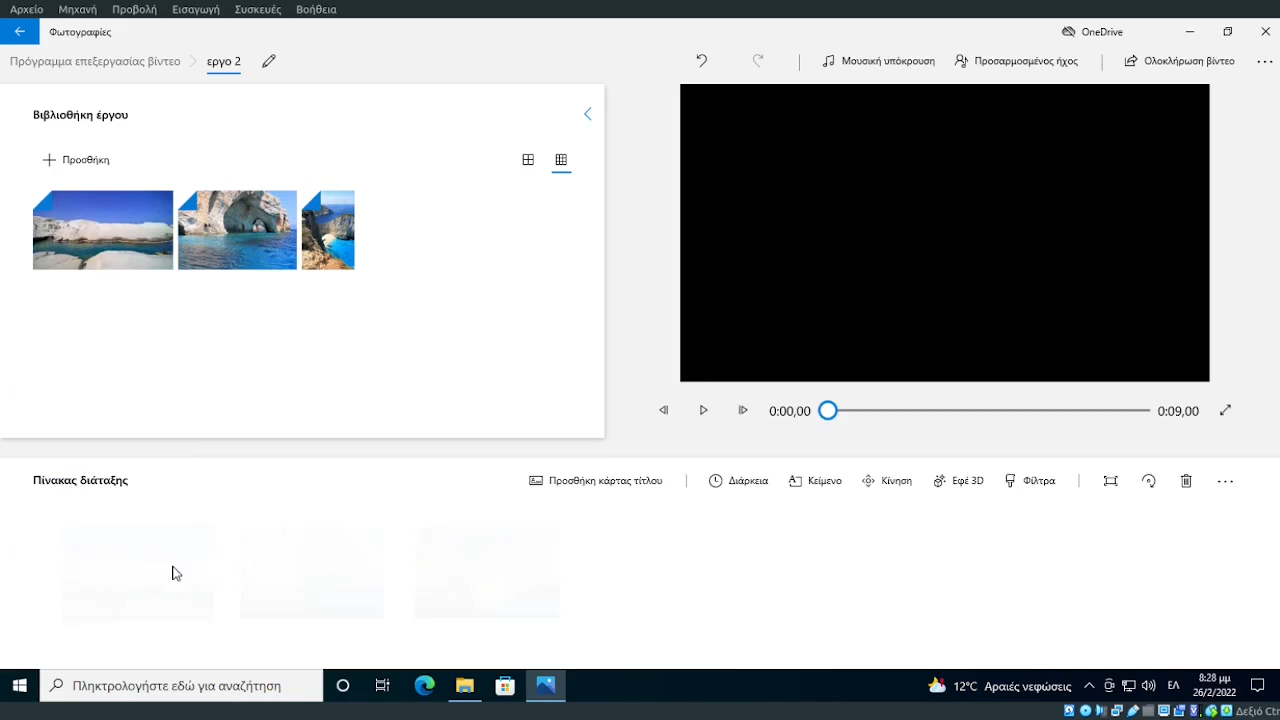 Αρχείο Μηχανή Προβολή Εισαγωγή Συσκευές Βοήθεια
Φωτογραφίες OneDrive
Πρόγραμμα επεξεργασίας βίντεο εργο 2 Μουσική υπόκρουση Προσαρμοσμένος ήχος Ολοκλήρωση βίντεο
Βιβλιοθήκη έργου
Προσθήκη
0:00,00 0:09,00
Πίνακας διάταξης Προσθήκη κάρτας τίτλου Διάρκεια Κείμενο Κίνηση Εφέ 3D Φίλτρα
Πληκτρολογήστε εδώ για αναζήτηση 12°C Αραιές νεφώσεις ΕΛ 8:28 μμ
26/2/2022
Δεξιό Ctr